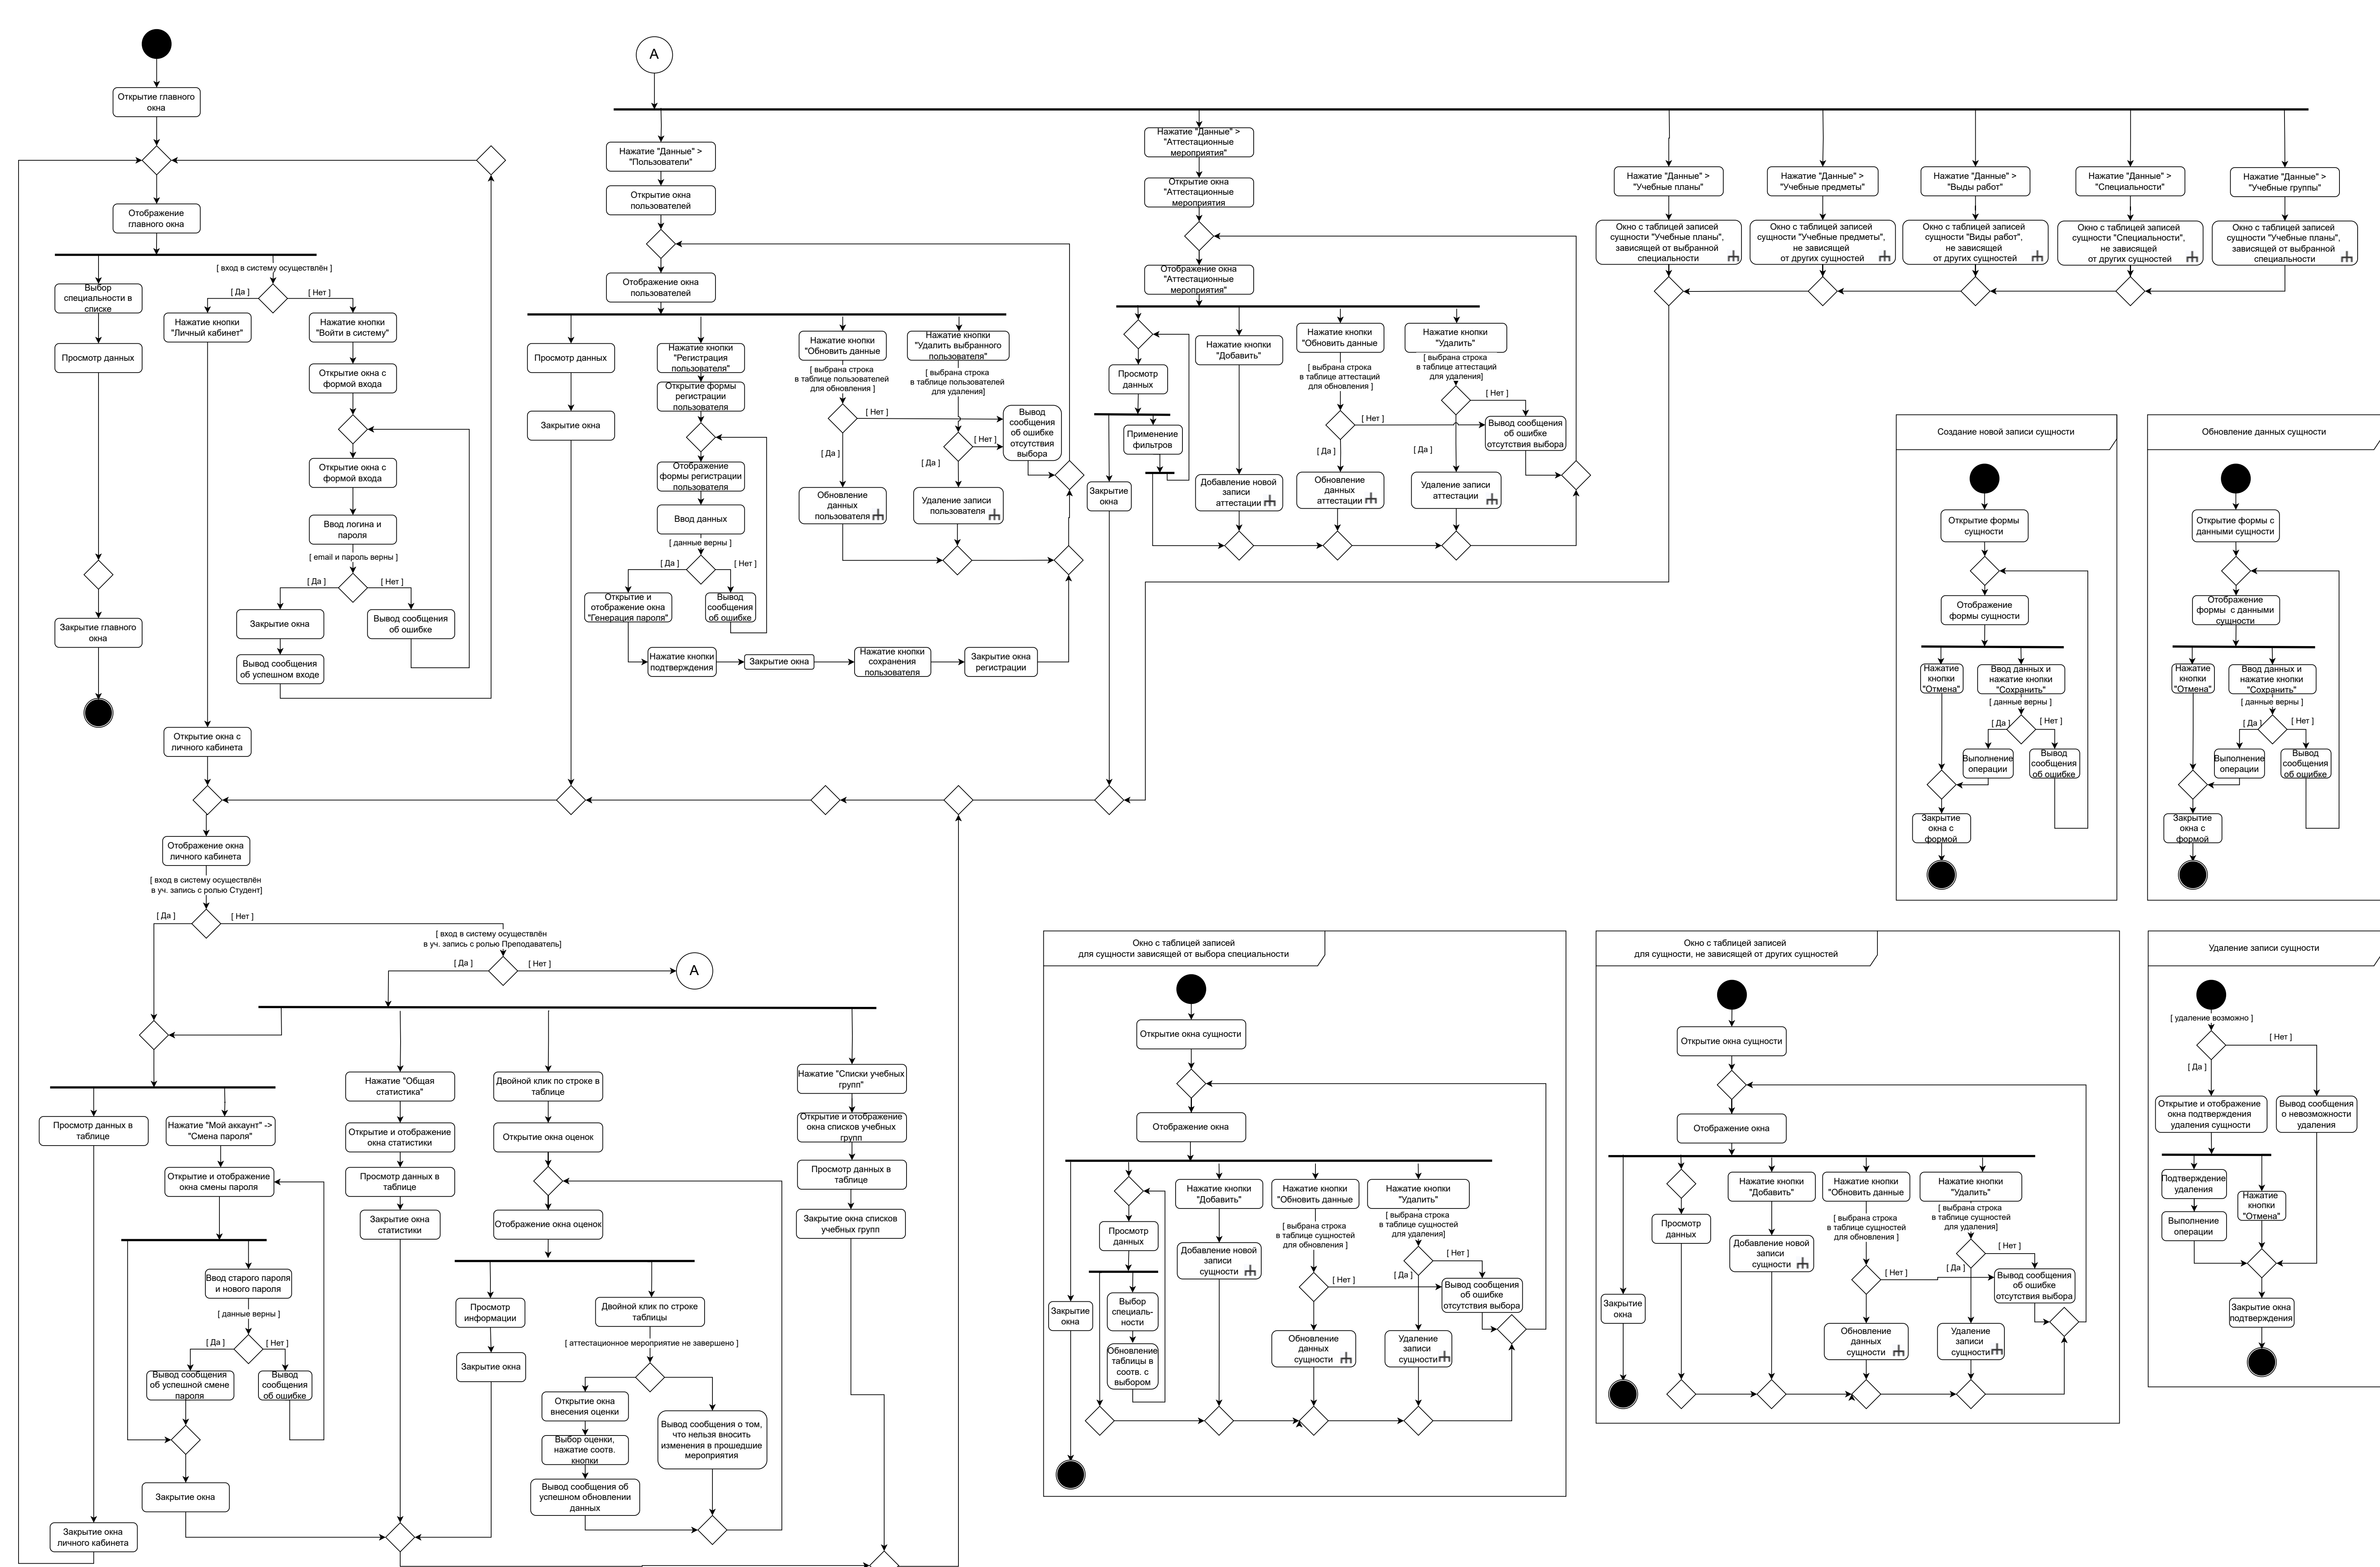 Открытие главного
окна
Отображение
главного окна
[ вход в систему осуществлён ]
[ Да ]
[ Нет ]
Выбор
специальности в
списке
Нажатие кнопки
"Личный кабинет"
Нажатие кнопки
"Войти в систему"
Просмотр данных
Открытие окна с
формой входа
Открытие окна с
формой входа
Ввод логина и
пароля
[ email и пароль верны ]
[ Да ]
[ Нет ]
Закрытие окна
Вывод сообщения
об ошибке
Закрытие главного
окна
Вывод сообщения
об успешном входе
Открытие окна с
личного кабинета
Отображение окна
личного кабинета
[ вход в систему осуществлён
в уч. запись с ролью Студент]
[ Да ]
[ Нет ]
[ вход в систему осуществлён
в уч. запись с ролью Преподаватель]
[ Да ]
[ Нет ]
A
Просмотр данных в
таблице
Нажатие "Мой аккаунт" ->
"Смена пароля"
Открытие и отображение
окна смены пароля
Ввод старого пароля
и нового пароля
[ данные верны ]
[ Да ]
[ Нет ]
Вывод сообщения
об успешной смене
пароля
Вывод
сообщения
об ошибке
Закрытие окна
Закрытие окна
личного кабинета
Нажатие "Общая
статистика"
Открытие и отображение
окна статистики
Просмотр данных в
таблице
Закрытие окна
статистики
Двойной клик по строке в
таблице
Открытие окна оценок
Отображение окна оценок
Просмотр
информации
Закрытие окна
Двойной клик по строке
таблицы
[ аттестационное мероприятие не завершено ]
Открытие окна
внесения оценки
Выбор оценки,
нажатие соотв.
кнопки
Вывод сообщения об
успешном обновлении
данных
Вывод сообщения о том,
что нельзя вносить
изменения в прошедшие
мероприятия
Нажатие "Списки учебных
групп"
Открытие и отображение
окна списков учебных
групп
Просмотр данных в
таблице
Закрытие окна списков
учебных групп
A
Нажатие "Данные" >
"Пользователи"
Открытие окна
пользователей
Отображение окна
пользователей
Просмотр данных
Закрытие окна
Нажатие кнопки
"Регистрация
пользователя"
Открытие формы
регистрации
пользователя
Отображение
формы регистрации
пользователя
Ввод данных
[ данные верны ]
[ Да ]
[ Нет ]
Открытие и
отображение окна
"Генерация пароля"
Вывод
сообщения
об ошибке
Нажатие кнопки
подтверждения
Закрытие окна
Нажатие кнопки
сохранения
пользователя
Закрытие окна
регистрации
Нажатие кнопки
"Обновить данные
[ выбрана строка
в таблице пользователей
для обновления ]
[ Нет ]
[ Да ]
Обновление
данных
пользователя
Нажатие кнопки
"Удалить выбранного
пользователя"
[ выбрана строка
в таблице пользователей
для удаления]
[ Нет ]
[ Да ]
Удаление записи
пользователя
Вывод
сообщения
об ошибке
отсутствия
выбора
Нажатие "Данные" >
"Аттестационные
мероприятия"
Открытие окна
"Аттестационные
мероприятия
Отображение окна
"Аттестационные
мероприятия"
Просмотр
данных
Применение
фильтров
Закрытие
окна
Нажатие кнопки
"Добавить"
Добавление новой
записи
аттестации
Нажатие кнопки
"Обновить данные
[ выбрана строка
в таблице аттестаций
для обновления ]
[ Нет ]
[ Да ]
Обновление
данных
аттестации
Нажатие кнопки
"Удалить"
[ выбрана строка
в таблице аттестаций
для удаления]
[ Нет ]
[ Да ]
Удаление записи
аттестации
Вывод сообщения
об ошибке
отсутствия выбора
Нажатие "Данные" >
"Учебные планы"
Нажатие "Данные" >
"Учебные предметы"
Нажатие "Данные" >
"Выды работ"
Нажатие "Данные" >
"Специальности"
Нажатие "Данные" >
"Учебные группы"
Окно с таблицей записей
сущности "Учебные планы",
зависящей от выбранной
специальности
Окно с таблицей записей
сущности "Учебные предметы",
не зависящей
от других сущностей
Окно с таблицей записей
сущности "Виды работ",
не зависящей
от других сущностей
Окно с таблицей записей
сущности "Специальности",
не зависящей
от других сущностей
Окно с таблицей записей
сущности "Учебные планы",
зависящей от выбранной
специальности
Создание новой записи сущности
Открытие формы
сущности
Отображение
формы сущности
Нажатие
кнопки
"Отмена"
Ввод данных и
нажатие кнопки
"Сохранить"
[ данные верны ]
[ Да ]
[ Нет ]
Выполнение
операции
Вывод
сообщения
об ошибке
Закрытие
окна с
формой
Обновление данных сущности
Открытие формы с
данными сущности
Отображение
формы с данными
сущности
Нажатие
кнопки
"Отмена"
Ввод данных и
нажатие кнопки
"Сохранить"
[ данные верны ]
[ Да ]
[ Нет ]
Выполнение
операции
Вывод
сообщения
об ошибке
Закрытие
окна с
формой
Окно с таблицей записей
для сущности зависящей от выбора специальности
Открытие окна сущности
Отображение окна
Закрытие
окна
Просмотр
данных
Выбор
специаль-
ности
Обновление
таблицы в
соотв. с
выбором
Нажатие кнопки
"Добавить"
Добавление новой
записи
сущности
Нажатие кнопки
"Обновить данные
[ выбрана строка
в таблице сущностей
для обновления ]
[ Нет ]
Обновление
данных
сущности
Нажатие кнопки
"Удалить"
[ выбрана строка
в таблице сущностей
для удаления]
[ Нет ]
[ Да ]
Вывод сообщения
об ошибке
отсутствия выбора
Удаление
записи
сущности
Окно с таблицей записей
для сущности, не зависящей от других сущностей
Открытие окна сущности
Отображение окна
Закрытие
окна
Просмотр
данных
Нажатие кнопки
"Добавить"
Добавление новой
записи
сущности
Нажатие кнопки
"Обновить данные
[ выбрана строка
в таблице сущностей
для обновления ]
[ Нет ]
Обновление
данных
сущности
Нажатие кнопки
"Удалить"
[ выбрана строка
в таблице сущностей
для удаления]
[ Нет ]
[ Да ]
Вывод сообщения
об ошибке
отсутствия выбора
Удаление
записи
сущности
Удаление записи сущности
[ удаление возможно ]
[ Нет ]
[ Да ]
Открытие и отображение
окна подтверждения
удаления сущности
Вывод сообщения
о невозможности
удаления
Подтверждение
удаления
Выполнение
операции
Нажатие
кнопки
"Отмена"
Закрытие окна
подтверждения